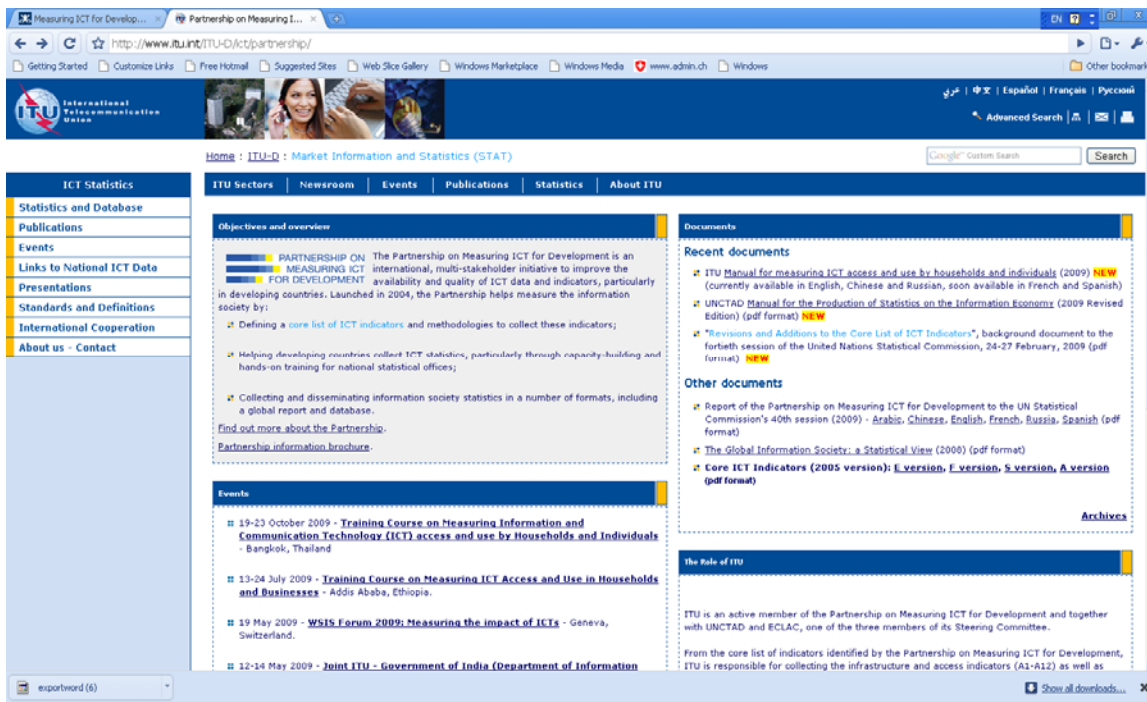 Measuring ICT for Develop...
Partnership on Measuring I...
EN
http://www.itu.int/ITU-D/ict/partnership/
Getting Started
Customize Links
Free Hotmail
Suggested Sites
Web Slice Gallery
Windows Marketplace
Windows Media
www.admin.ch
Windows
Other bookmark
International
Telecommunication
Union
ITU
عربي | 中文 | Español | Français | Русский
Advanced Search
Home : ITU-D : Market Information and Statistics (STAT)
Google™ Custom Search
Search
ICT Statistics
Statistics and Database
Publications
Events
Links to National ICT Data
Presentations
Standards and Definitions
International Cooperation
About us - Contact
ITU Sectors | Newsroom | Events | Publications | Statistics | About ITU
Objectives and overview
PARTNERSHIP ON
MEASURING ICT
FOR DEVELOPMENT
The Partnership on Measuring ICT for Development is an
international, multi-stakeholder initiative to improve the
availability and quality of ICT data and indicators, particularly
in developing countries. Launched in 2004, the Partnership helps measure the information
society by:
Defining a core list of ICT indicators and methodologies to collect these indicators;
Helping developing countries collect ICT statistics, particularly through capacity-building and
hands-on training for national statistical offices;
Collecting and disseminating information society statistics in a number of formats, including
a global report and database.
Find out more about the Partnership.
Partnership information brochure.
Events
19-23 October 2009 - Training Course on Measuring Information and
Communication Technology (ICT) access and use by Households and Individuals
- Bangkok, Thailand
13-24 July 2009 - Training Course on Measuring ICT Access and Use in Households
and Businesses - Addis Ababa, Ethiopia.
19 May 2009 - WSIS Forum 2009: Measuring the impact of ICTs - Geneva,
Switzerland.
12-14 May 2009 - Joint ITU - Government of India (Department of Information
Documents
Recent documents
ITU Manual for measuring ICT access and use by households and individuals (2009) NEW
(currently available in English, Chinese and Russian, soon available in French and Spanish)
UNCTAD Manual for the Production of Statistics on the Information Economy (2009 Revised
Edition) (pdf format) NEW
"Revisions and Additions to the Core List of ICT Indicators", background document to the
fortieth session of the United Nations Statistical Commission, 24-27 February, 2009 (pdf
format) NEW
Other documents
Report of the Partnership on Measuring ICT for Development to the UN Statistical
Commission's 40th session (2009) - Arabic, Chinese, English, French, Russia, Spanish (pdf
format)
The Global Information Society: a Statistical View (2008) (pdf format)
Core ICT Indicators (2005 version): E version, F version, S version, A version
(pdf format)
Archives
The Role of ITU
ITU is an active member of the Partnership on Measuring ICT for Development and together
with UNCTAD and ECLAC, one of the three members of its Steering Committee.
From the core list of indicators identified by the Partnership on Measuring ICT for Development,
ITU is responsible for collecting the infrastructure and access indicators (A1-A12) as well as
exportword (6)
Show all downloads...